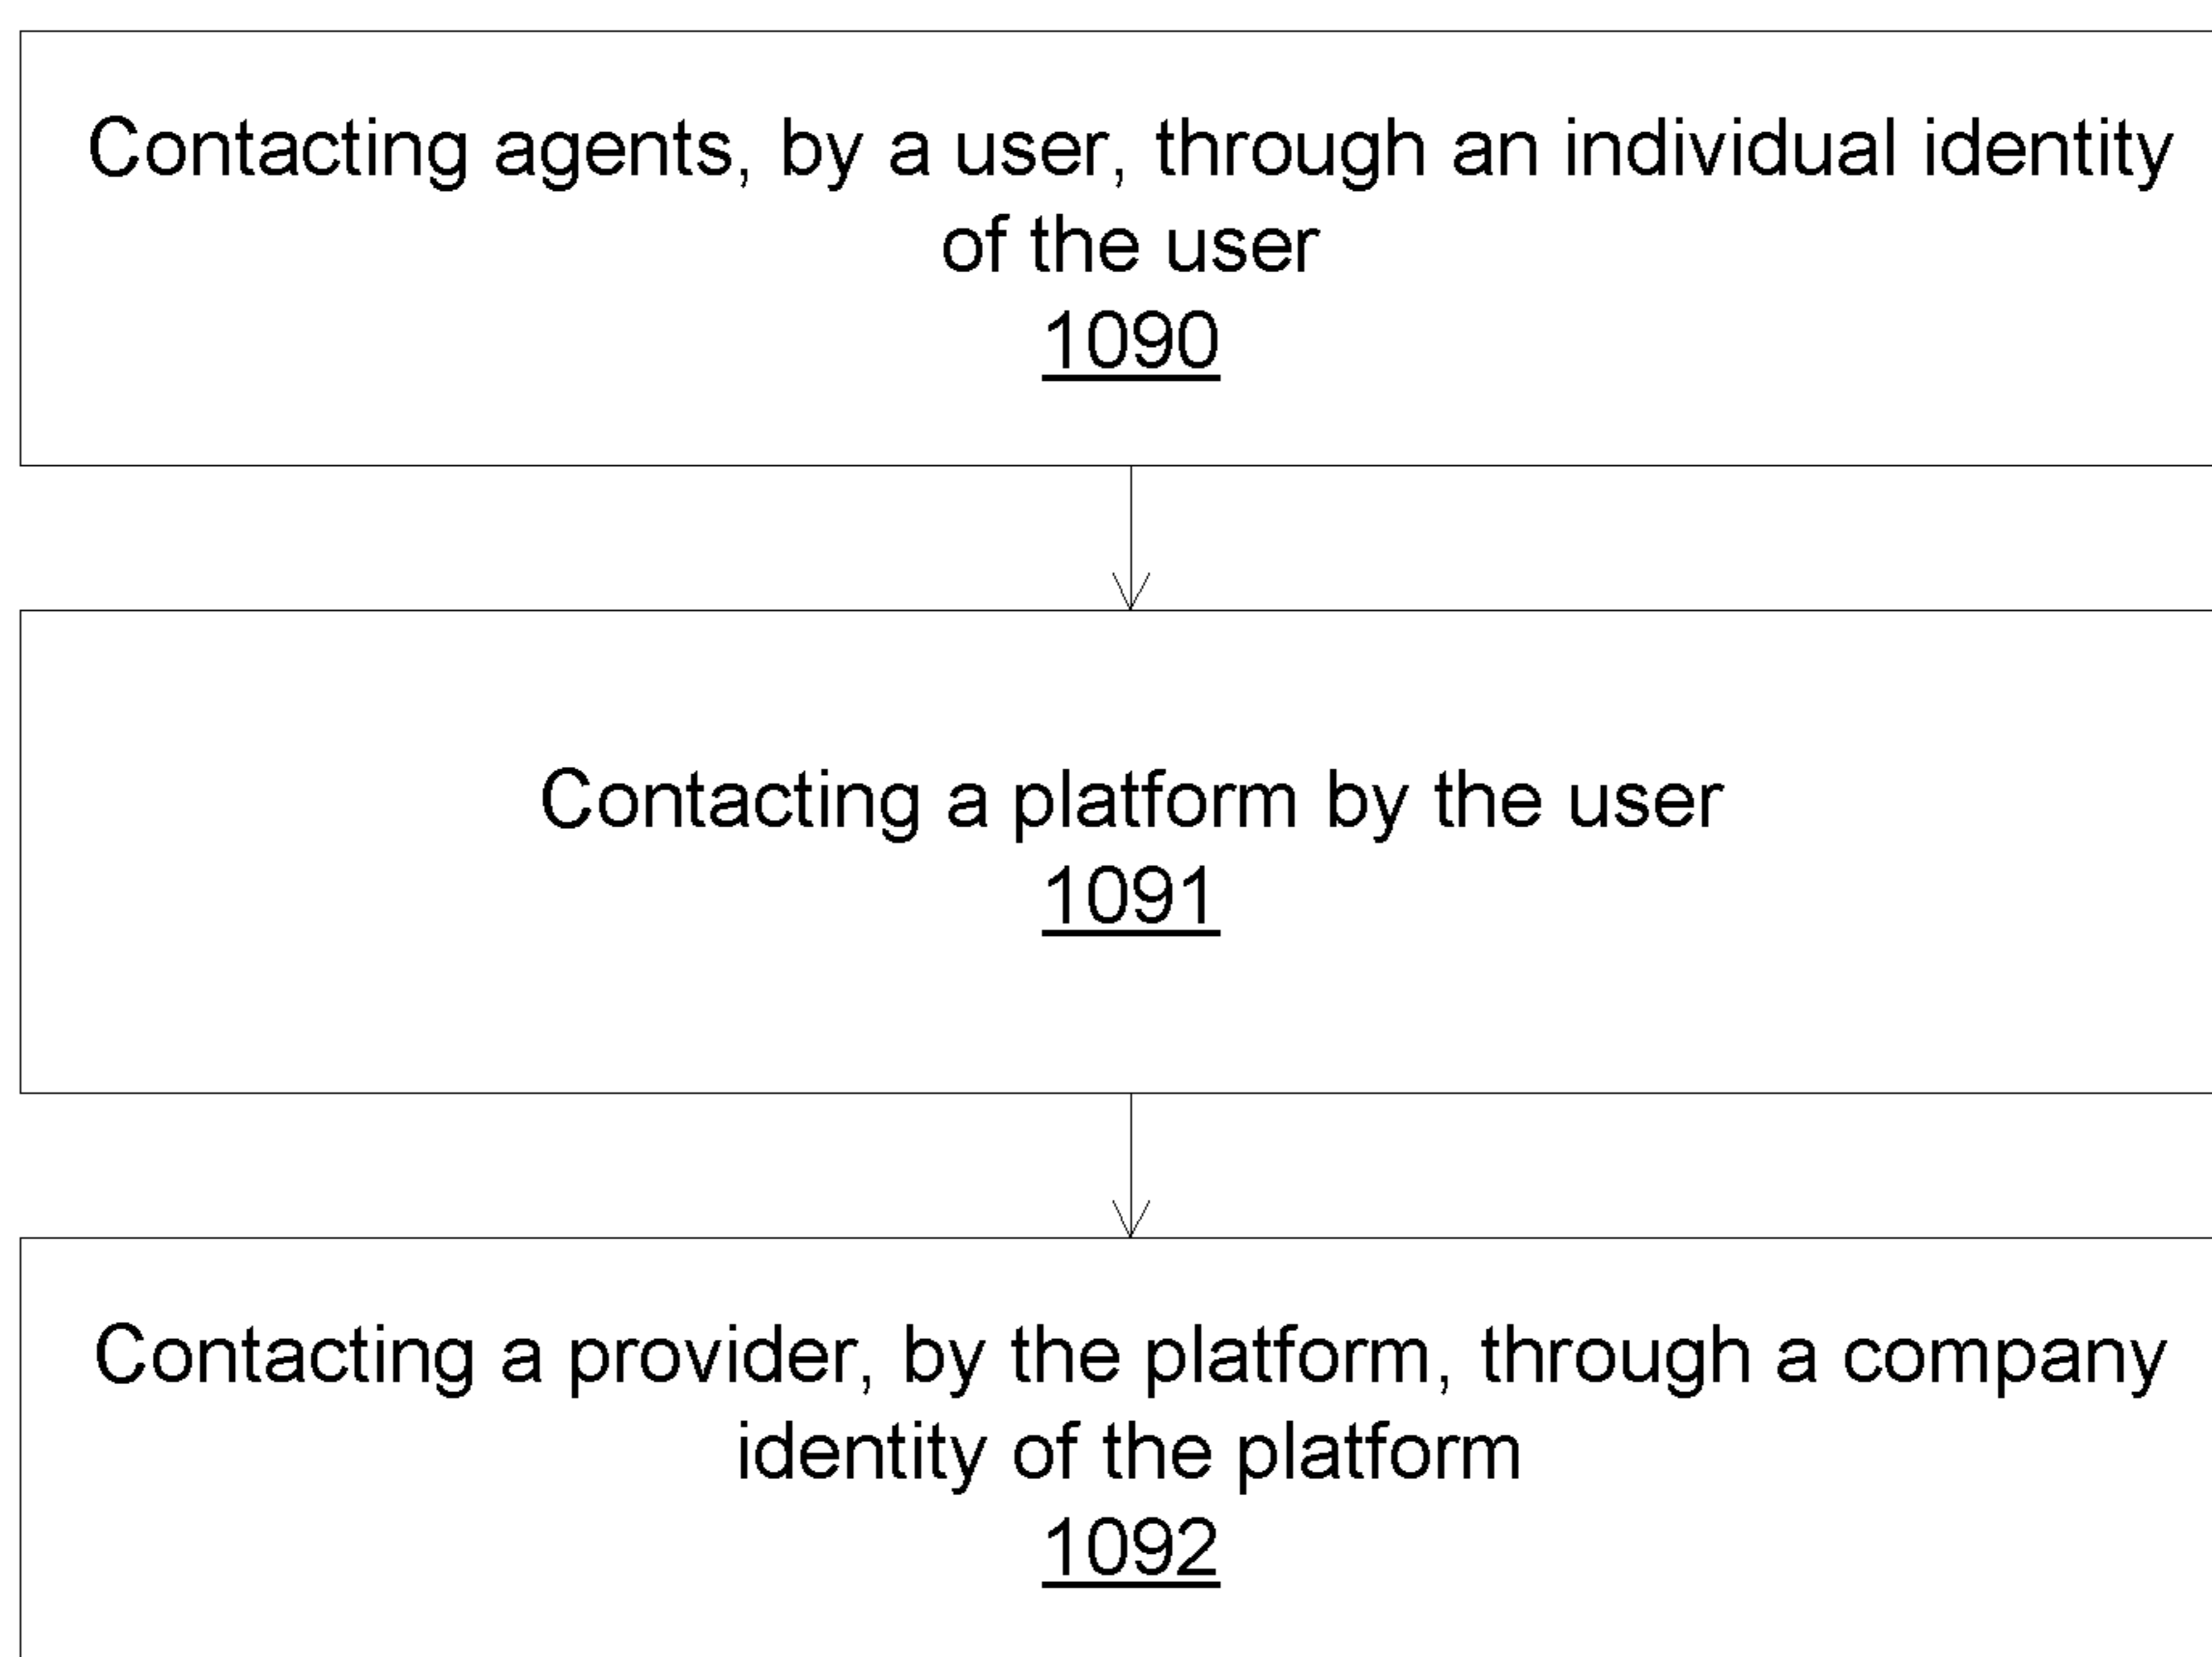 Contacting agents, by a user, through an individual identity
of the user
1090
Contacting a platform by the user
1091
Contacting a provider, by the platform, through a company
identity of the platform
1092